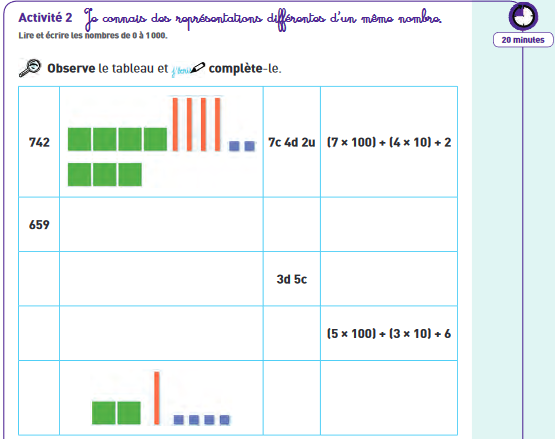 Activité 2 Je connais des représentations différentes d'un même nombre.
Lire et écrire les nombres de 0 à 1 000.
20 minutes
Observe le tableau et j'écris complète-le.
742 7c 4d 2u (7 × 100) + (4 × 10) + 2
659
3d 5c
(5 × 100) + (3 × 10) + 6